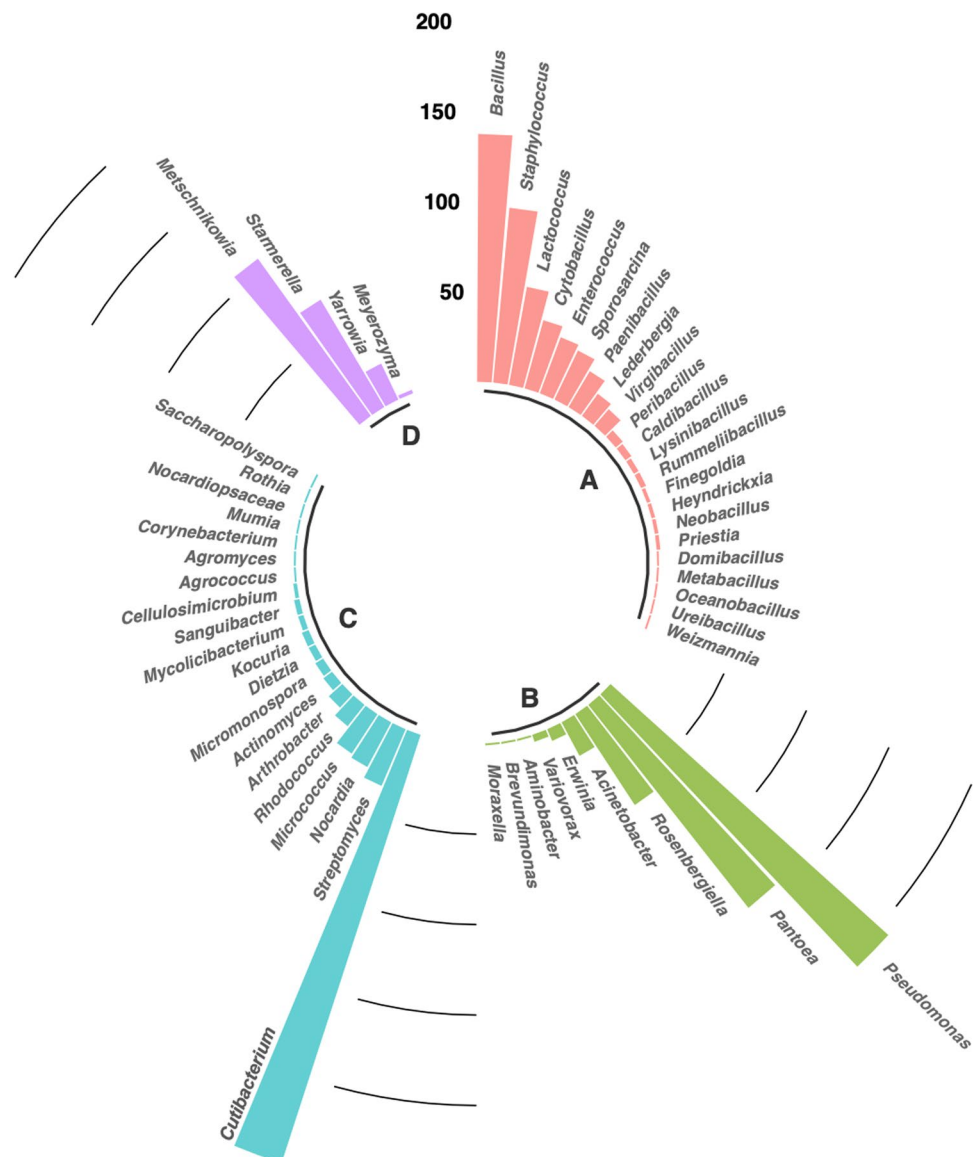 200
150
100
50
Bacillus
Staphylococcus
Lactococcus
Cytobacillus
Enterococcus
Sporosarcina
Paenibacillus
Lederbergia
Virgibacillus
Peribacillus
Caldibacillus
Lysinibacillus
Rummeliibacillus
Finegoldia
Heyndrickxia
Neobacillus
Priestia
Domibacillus
Metabacillus
Oceanobacillus
Ureibacillus
Weizmannia
A
Pseudomonas
Pantoea
Rosenbergiella
Acinetobacter
Erwinia
Variovorax
Aminobacter
Brevundimonas
Moraxella
B
Cutibacterium
Streptomyces
Nocardia
Micrococcus
Rhodococcus
Arthrobacter
Actinomyces
Micromonospora
Dietzia
Kocuria
Mycolicibacterium
Sanguibacter
Cellulosimicrobium
Agrococcus
Agromyces
Corynebacterium
Mumia
Nocardiopsaceae
Rothia
Saccharopolyspora
C
Metschnikowia
Starmerella
Yarrowia
Meyerozyma
D